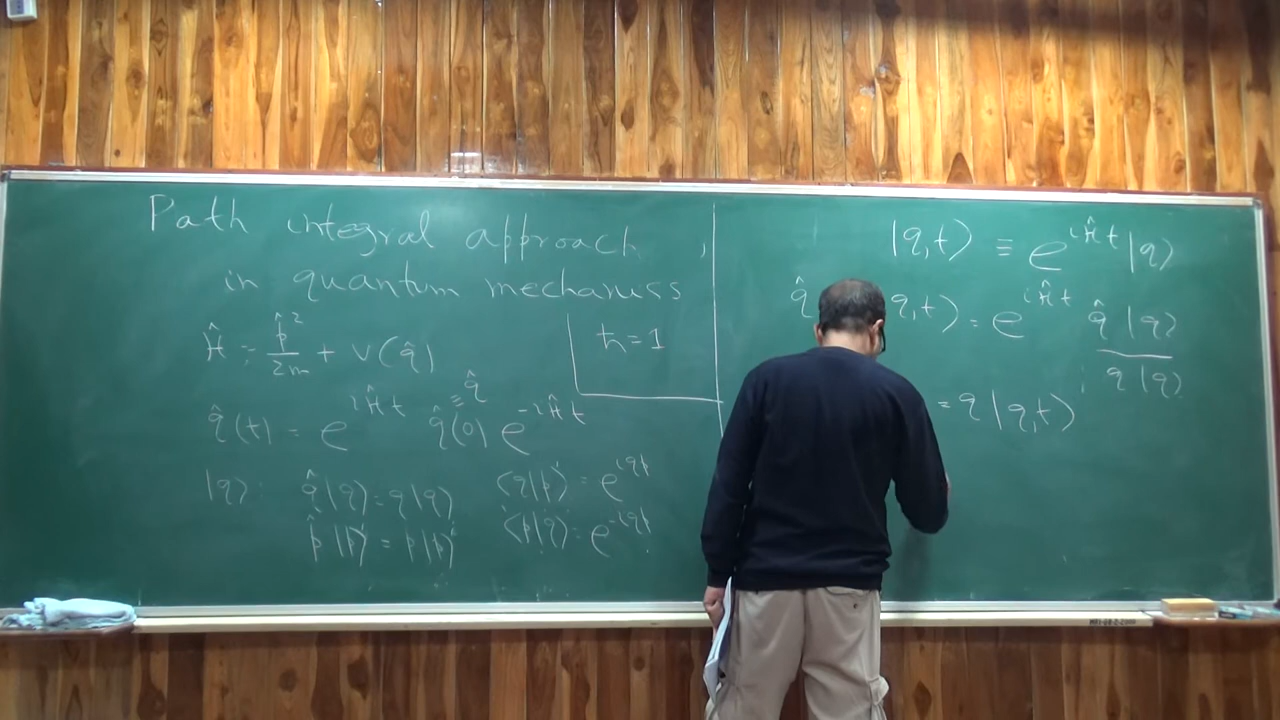 Path integral approach,
in quantum mechanics
Ĥ = p̂²/2m + V(q̂)
ħ = 1
q̂(t) = e^{iĤt} q̂(0) e^{-iĤt}
≡ q̂
|q⟩: q̂|q⟩ = q|q⟩
p̂|p⟩ = p|p⟩
⟨q|p⟩ = e^{iqp}
⟨p|q⟩ = e^{-iqp}
|q,t⟩ ≡ e^{iĤt}|q⟩
q̂ q,t⟩ = e^{iĤt} q̂|q⟩
q|q⟩
= q|q,t⟩